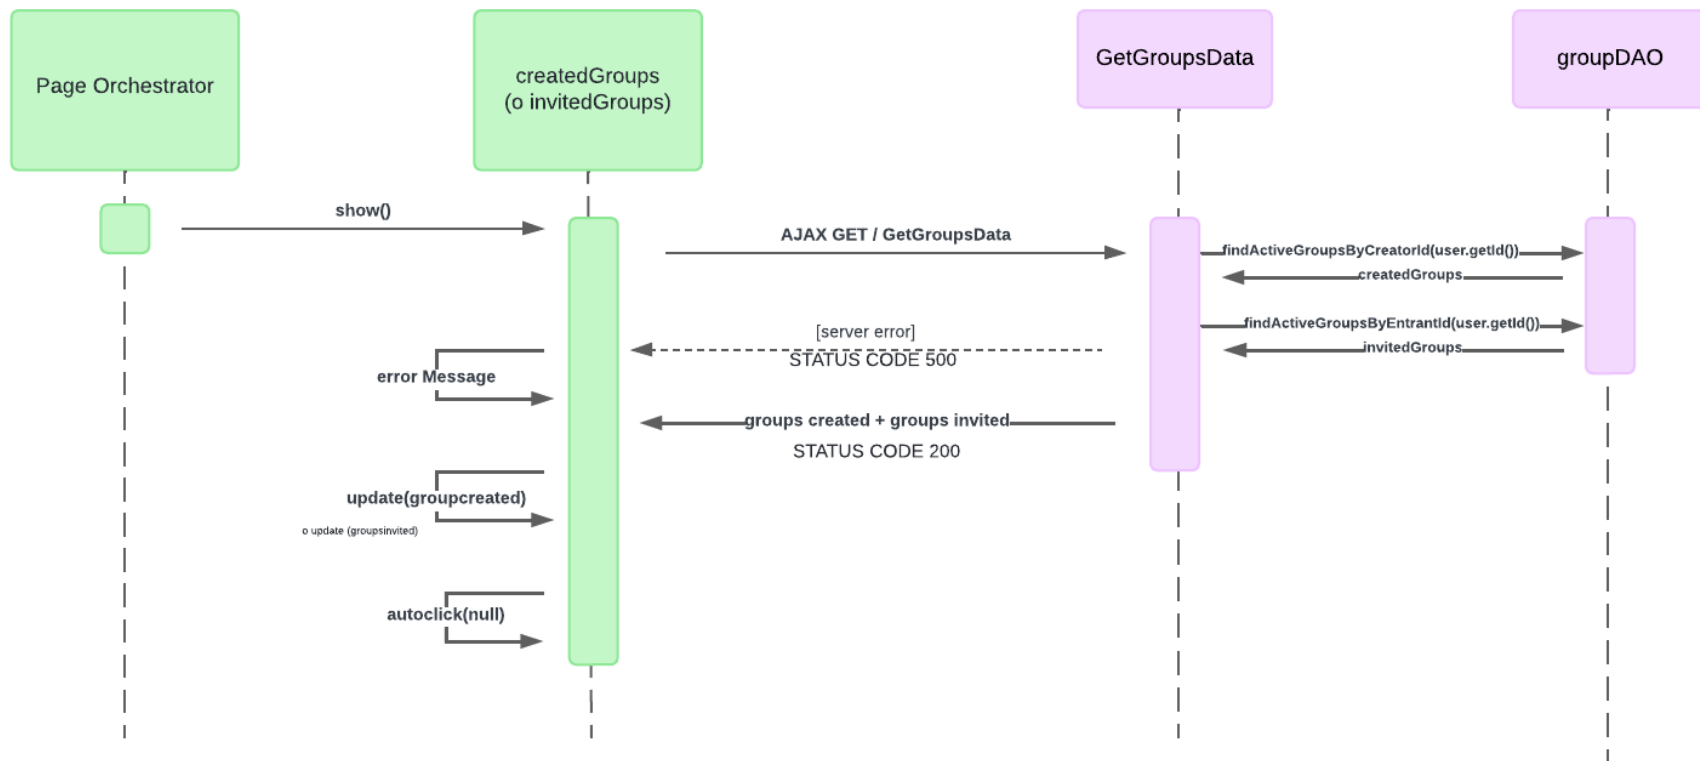 Page Orchestrator
createdGroups
(o invitedGroups)
GetGroupsData
groupDAO
show()
AJAX GET / GetGroupsData
findActiveGroupsByCreatorId(user.getId())
createdGroups
findActiveGroupsByEntrantId(user.getId())
invitedGroups
[server error]
STATUS CODE 500
error Message
groups created + groups invited
STATUS CODE 200
update(groupcreated)
o update (groupsinvited)
autoclick(null)